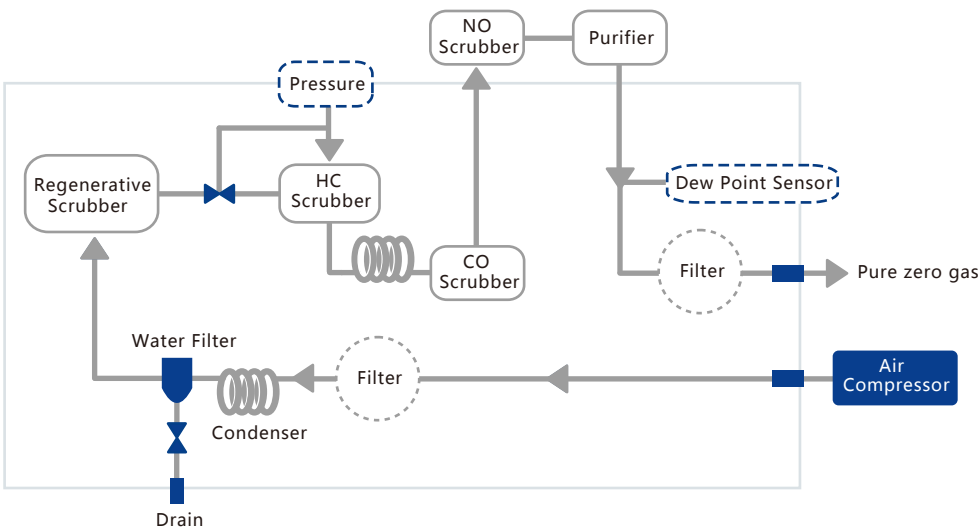 NO
Scrubber
Purifier
Pressure
Regenerative
Scrubber
HC
Scrubber
Dew Point Sensor
CO
Scrubber
Filter
Pure zero gas
Water Filter
Filter
Air
Compressor
Condenser
Drain